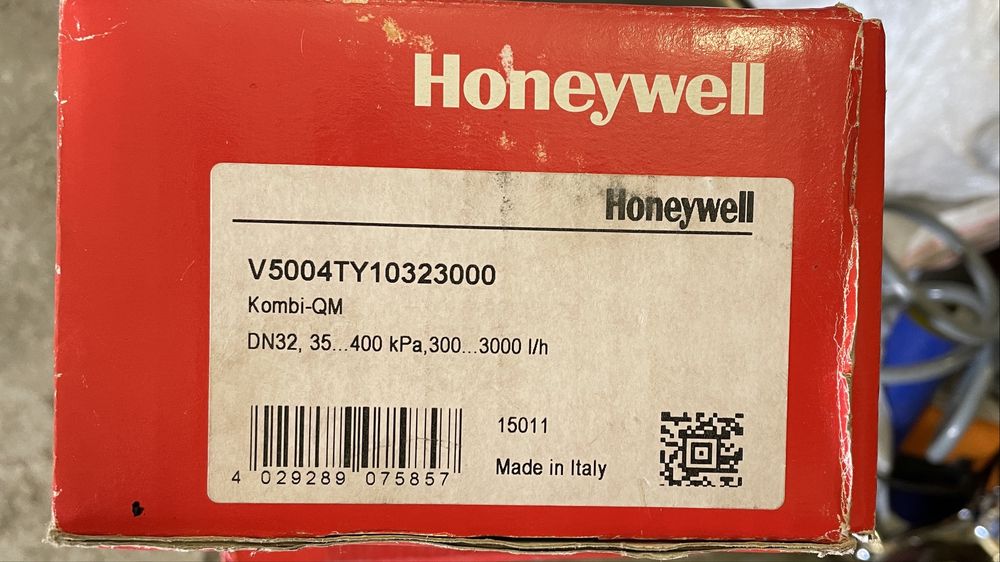 Honeywell
Honeywell
V5004TY10323000
Kombi-QM
DN32, 35...400 kPa,300...3000 l/h
15011
Made in Italy
4 029289 075857